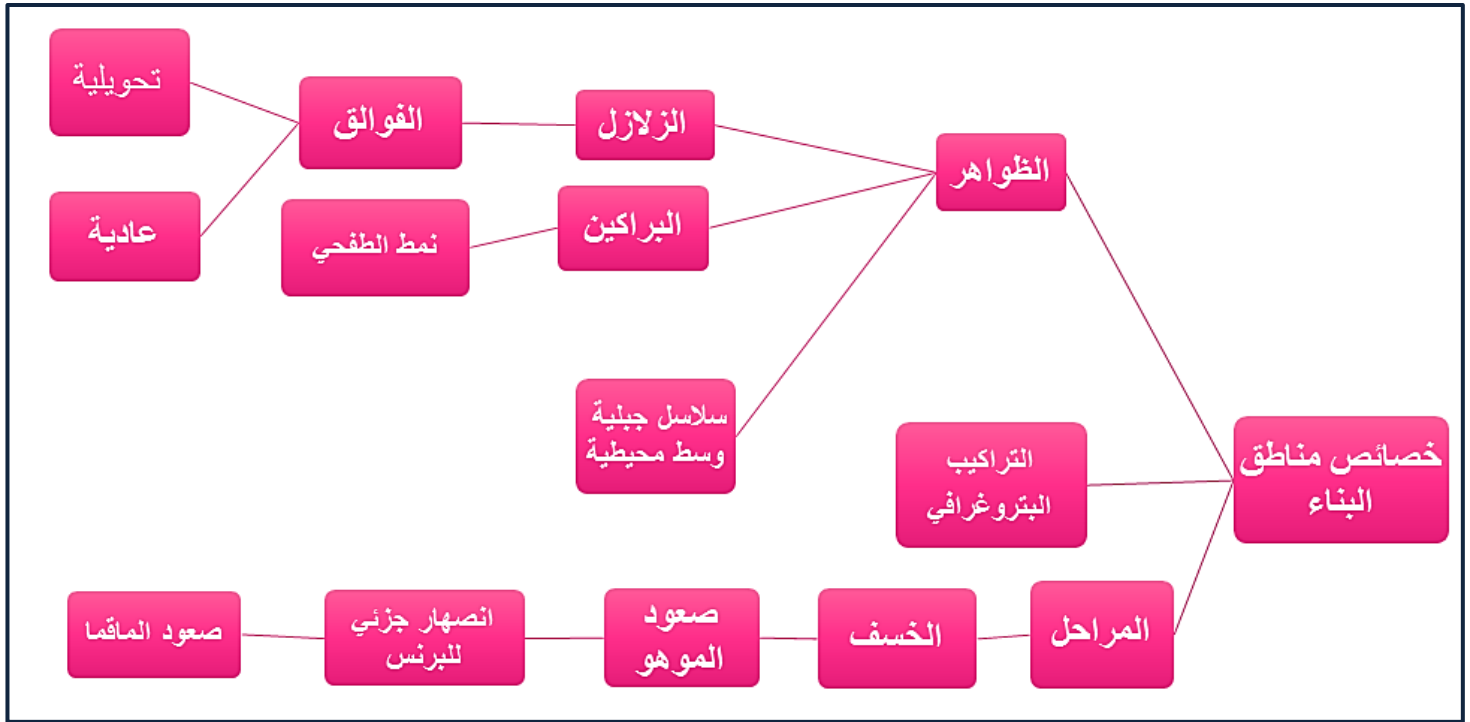 خصائص مناطق
البناء
الظواهر
الزلازل
الفوالق
تحويلية
عادية
البراكين
نمط الطفحي
سلاسل جبلية
وسط محيطية
التراكيب
البتروغرافي
المراحل
الخسف
صعود
الموهو
انصهار جزئي
للبرنس
صعود الماقما